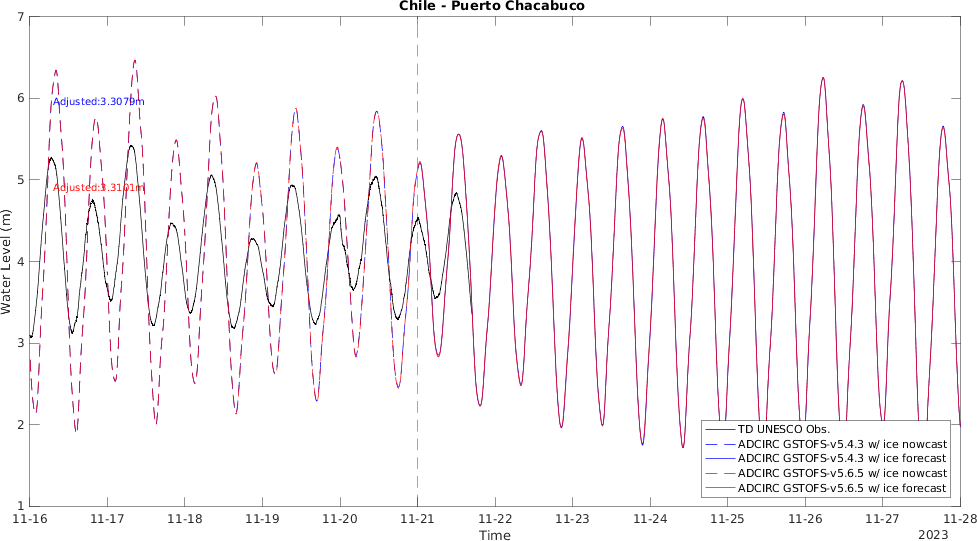 Chile - Puerto Chacabuco
7
6
5
4
3
2
1
Water Level (m)
Adjusted:3.3079m
Adjusted:3.3101m
TD UNESCO Obs.
ADCIRC GSTOFS-v5.4.3 w/ ice nowcast
ADCIRC GSTOFS-v5.4.3 w/ ice forecast
ADCIRC GSTOFS-v5.6.5 w/ ice nowcast
ADCIRC GSTOFS-v5.6.5 w/ ice forecast
11-16 11-17 11-18 11-19 11-20 11-21 11-22 11-23 11-24 11-25 11-26 11-27 11-28
Time
2023